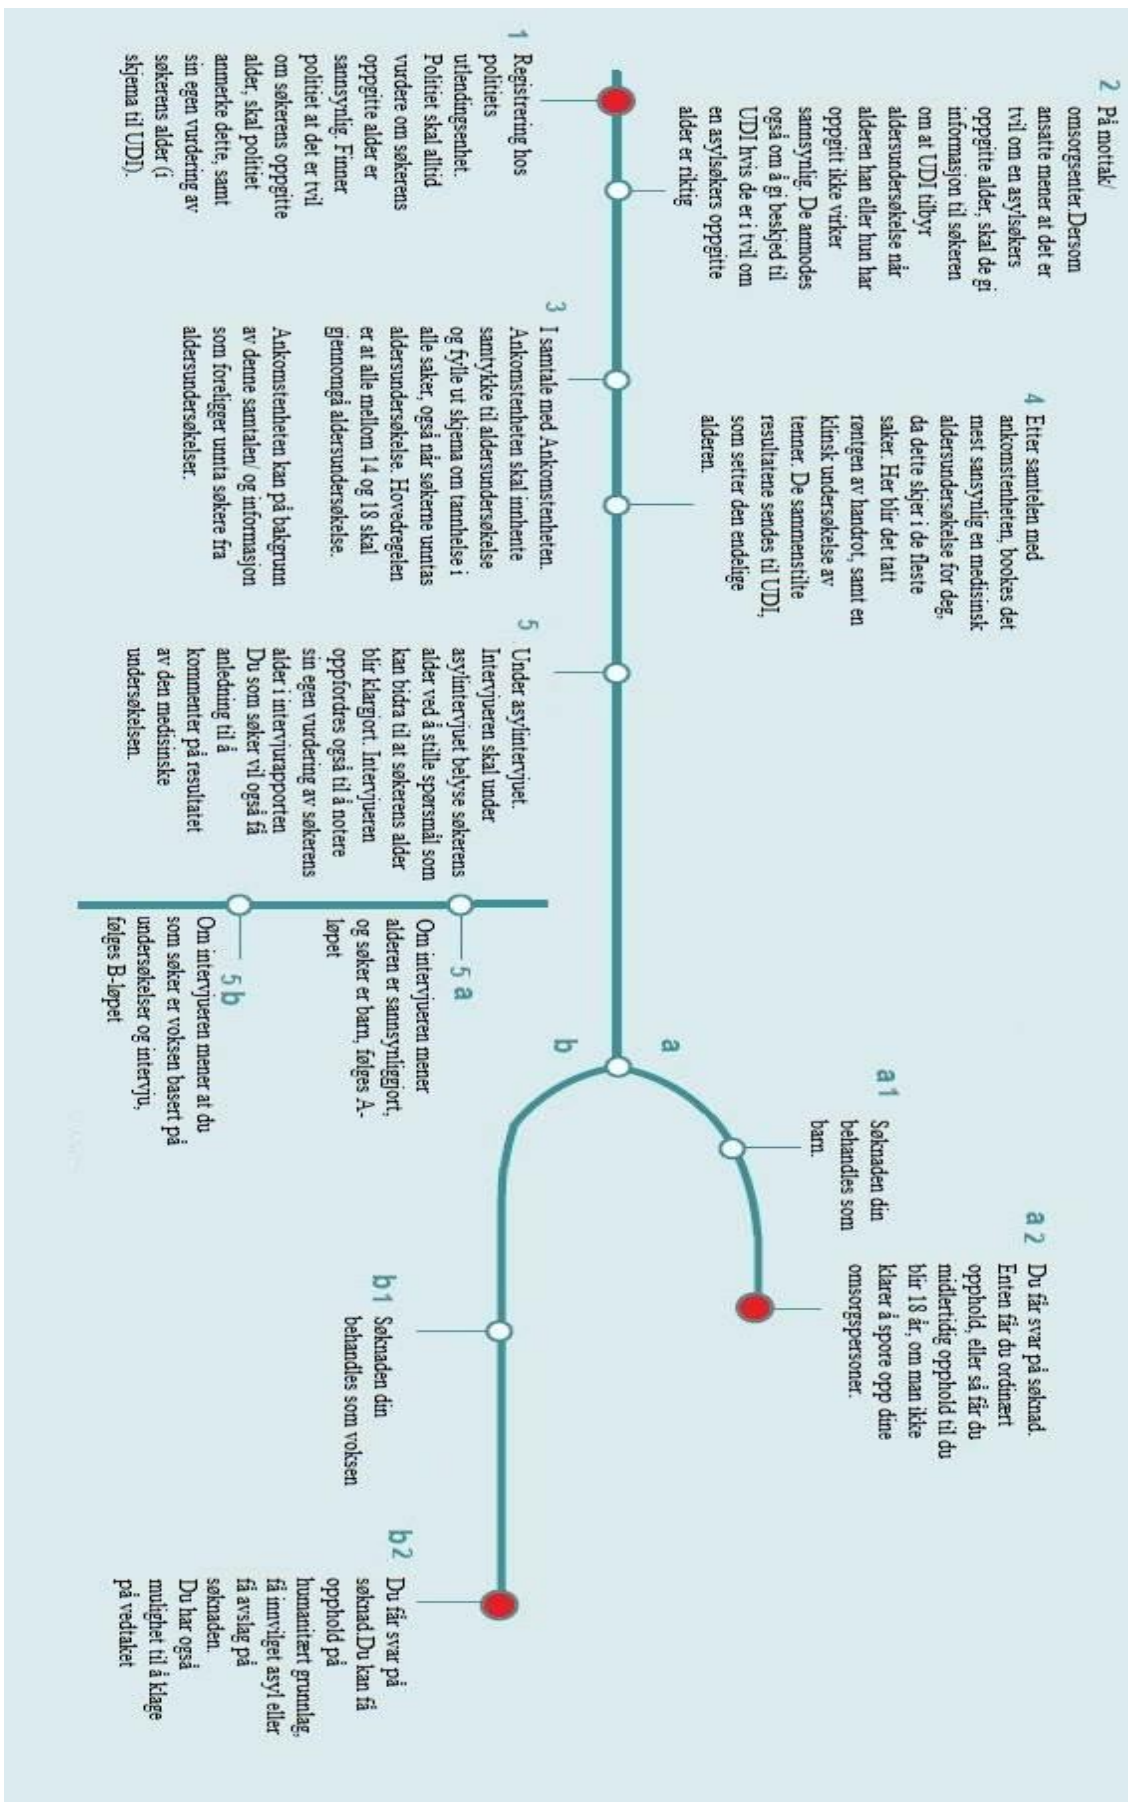 1 Registrering hos
politiets
utlendingsenhet.
Politiet skal alltid
vurdere om søkerens
oppgitte alder er
sannsynlig. Finner
politiet at det er tvil
om søkerens oppgitte
alder, skal politiet
anmerke dette, samt
sin egen vurdering av
søkerens alder (i
skjema til UDI).
2 På mottak/
omsorgsenter.Dersom
ansatte mener at det er
tvil om en asylsøkers
oppgitte alder, skal de gi
informasjon til søkeren
om at UDI tilbyr
aldersundersøkelse når
alderen han eller hun har
oppgitt ikke virker
sannsynlig. De anmodes
også om å gi beskjed til
UDI hvis de er i tvil om
en asylsøkers oppgitte
alder er riktig
3 I samtale med Ankomstenheten.
Ankomstenheten skal innhente
samtykke til aldersundersøkelse
og fylle ut skjema om tannhelse i
alle saker, også når søkerne unntas
aldersundersøkelse. Hovedregelen
er at alle mellom 14 og 18 skal
gjennomgå aldersundersøkelse.
Ankomstenheten kan på bakgrunn
av denne samtalen/ og informasjon
som foreligger unnta søkere fra
aldersundersøkelser.
4 Etter samtelen med
ankomstenheten, bookes det
mest sansynlig en medisinsk
aldersundersøkelse for deg,
da dette skjer i de fleste
saker. Her blir det tatt
røntgen av handrot, samt en
klinsk undersøkelse av
tenner. De sammenstilte
resultatene sendes til UDI,
som setter den endelige
alderen.
5 Under asylintervjuet.
Intervjueren skal under
asylintervjuet belyse søkerens
alder ved å stille spørsmål som
kan bidra til at søkerens alder
blir klargjort. Intervjueren
oppfordres også til å notere
sin egen vurdering av søkerens
alder i intervjurapporten
Du som søker vil også få
anledning til å
kommenter på resultatet
av den medisinske
undersøkelsen.
5 a
Om intervjueren mener
alderen er sannsynliggjort,
og søker er barn, følges A-
løpet
5 b
Om intervjueren mener at du
som søker er voksen basert på
undersøkelser og intervju,
følges B-løpet
a
b
a 1 Søknaden din
behandles som
barn.
a 2 Du får svar på søknad.
Enten får du ordinært
opphold, eller så får du
midlertidig opphold til du
blir 18 år, om man ikke
klarer å spore opp dine
omsorgspersoner.
b 1 Søknaden din
behandles som voksen
b 2 Du får svar på
søknad.Du kan få
opphold på
humanitært grunnlag,
få innvilget asyl eller
få avslag på
søknaden.
Du har også
mulighet til å klage
på vedtaket